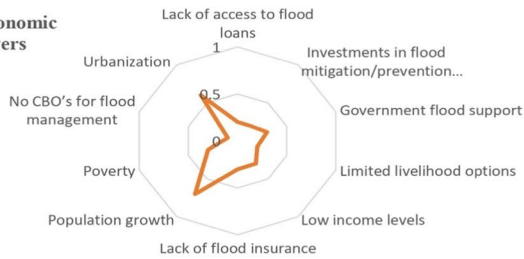 onomic
Lack of access to flood
loans
1
Urbanization
Investments in flood
mitigation/prevention...
No CBO's for flood
management
0,5
Government flood support
0
Poverty
Limited livelihood options
Population growth
Low income levels
Lack of flood insurance